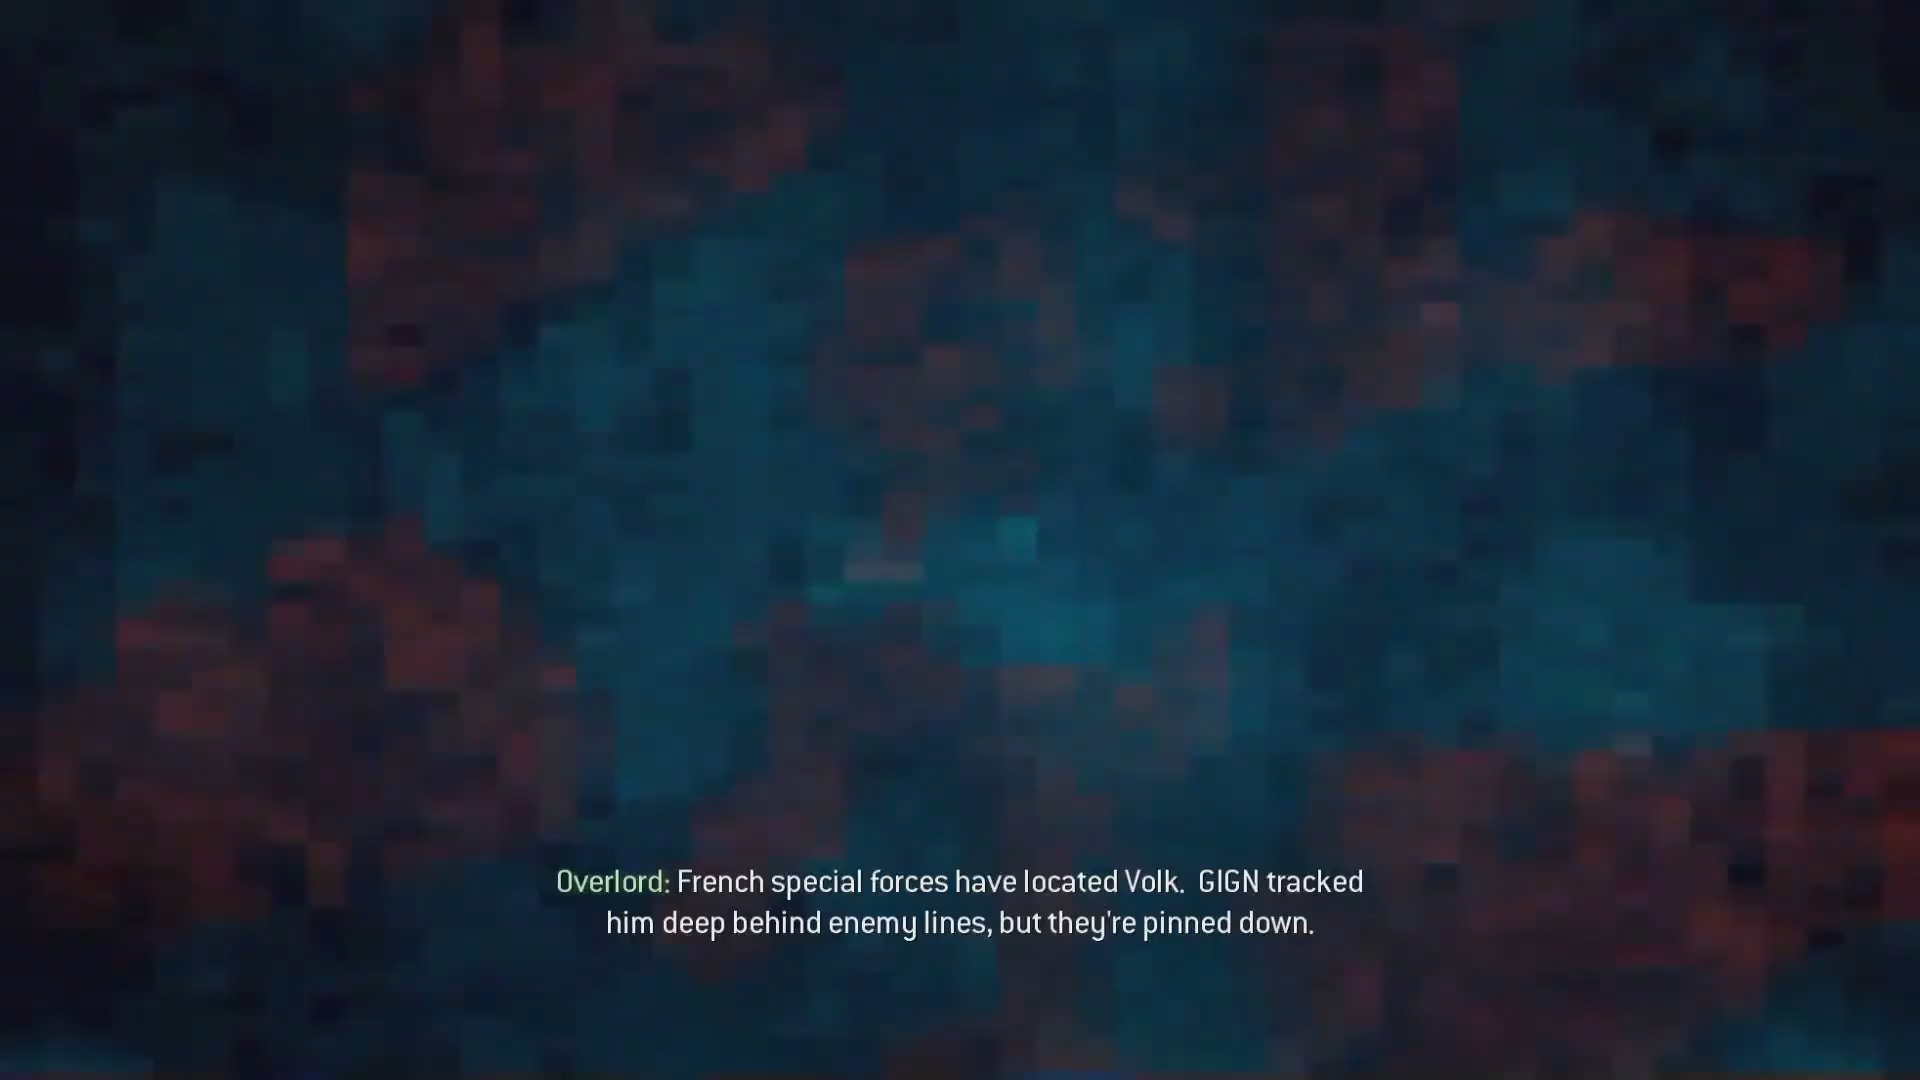 Overlord: French special forces have located Volk.  GIGN tracked
him deep behind enemy lines, but they're pinned down.